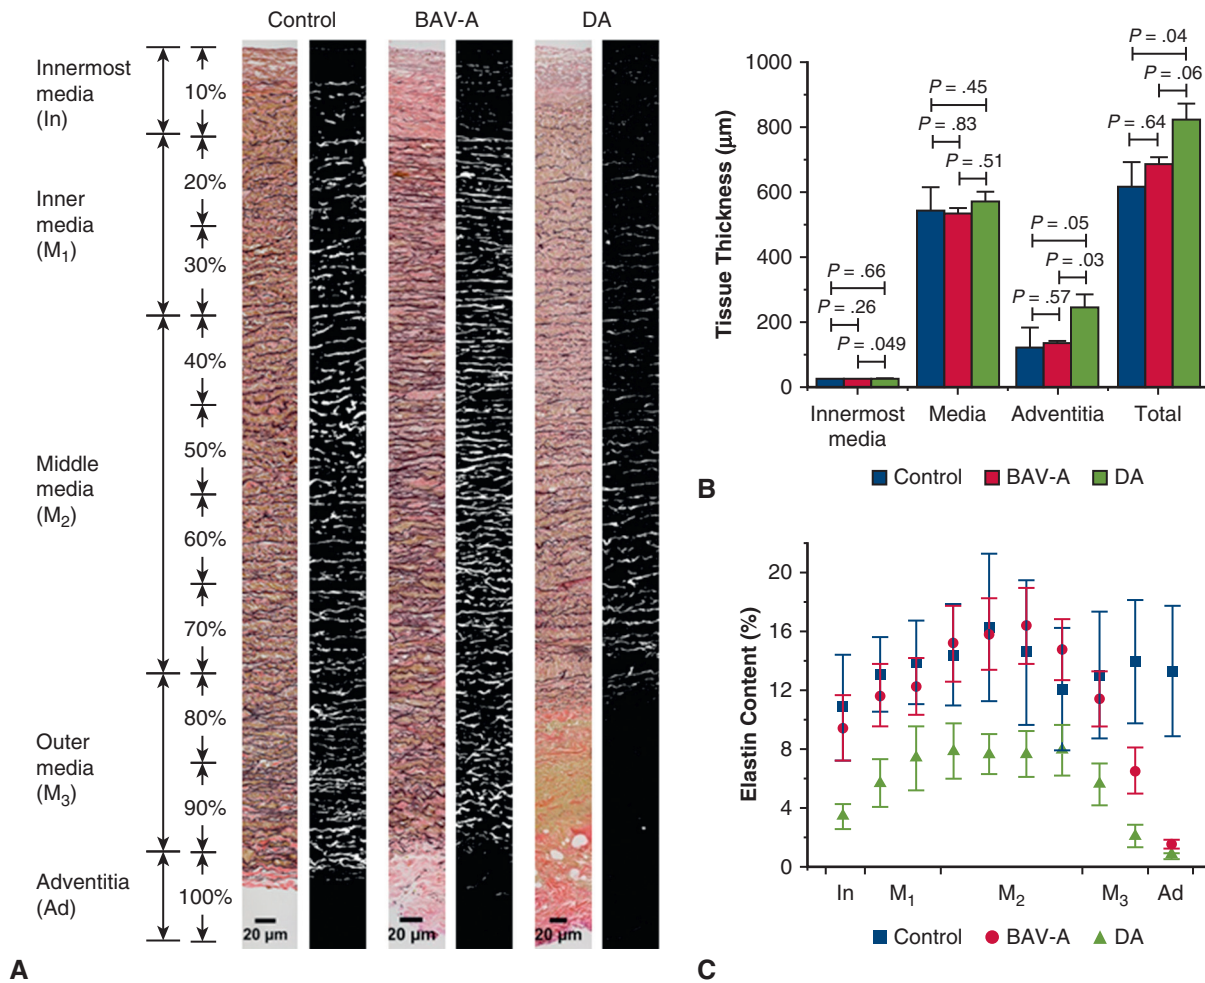 Control
BAV-A
DA
Innermost
media
(In)
10%
Inner
media
(M₁)
20%
30%
Middle
media
(M₂)
40%
50%
60%
70%
Outer
media
(M₃)
80%
90%
Adventitia
(Ad)
100%
20 µm
20 µm
20 µm
A
Tissue Thickness (µm)
1000
800
600
400
200
0
P = .66
P = .26
P = .049
P = .45
P = .83
P = .51
P = .05
P = .03
P = .57
P = .04
P = .06
P = .64
Innermost
media
Media
Adventitia
Total
Control
BAV-A
DA
B
Elastin Content (%)
20
16
12
8
4
0
In
M₁
M₂
M₃
Ad
Control
BAV-A
DA
C